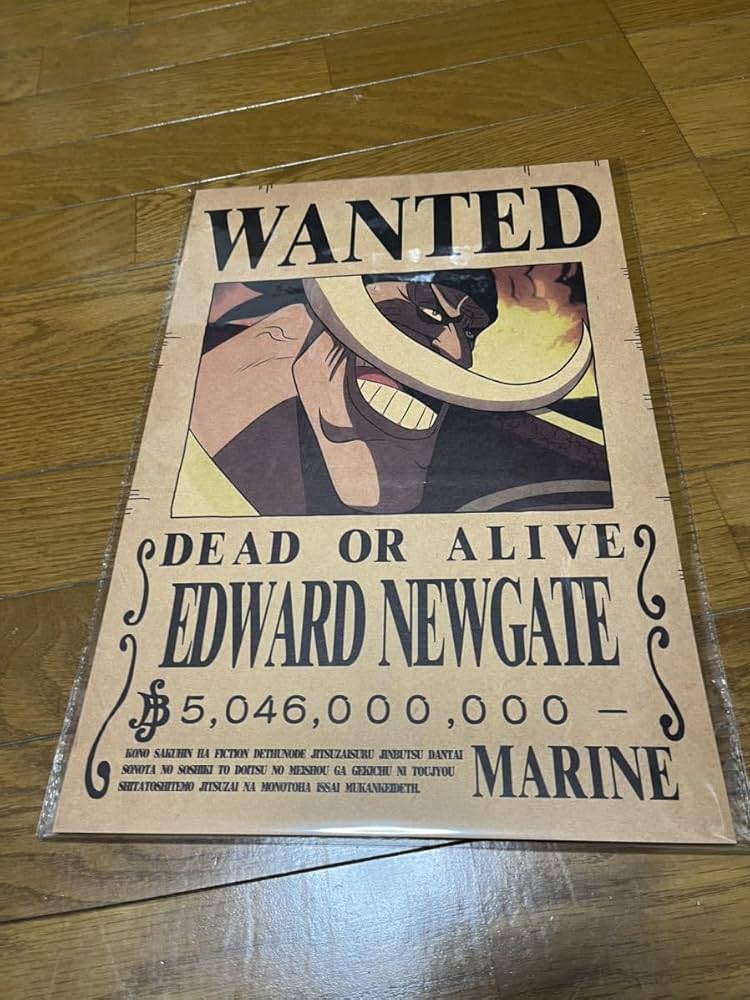 WANTED
DEAD OR ALIVE
EDWARD NEWGATE
฿5,046,000,000 –
KONO SAKUHIN HA FICTION DETHUNODE JITSUZAISURU JINBUTSU DANTAI
SONOTA NO SOSHIKI TO DOITSU NO MEISHOU GA GEKICHU NI TOUJYOU
SHITATOSHITEMO JITSUZAI NA MONOTOHA ISSAI MUKANKEIDETH.
MARINE